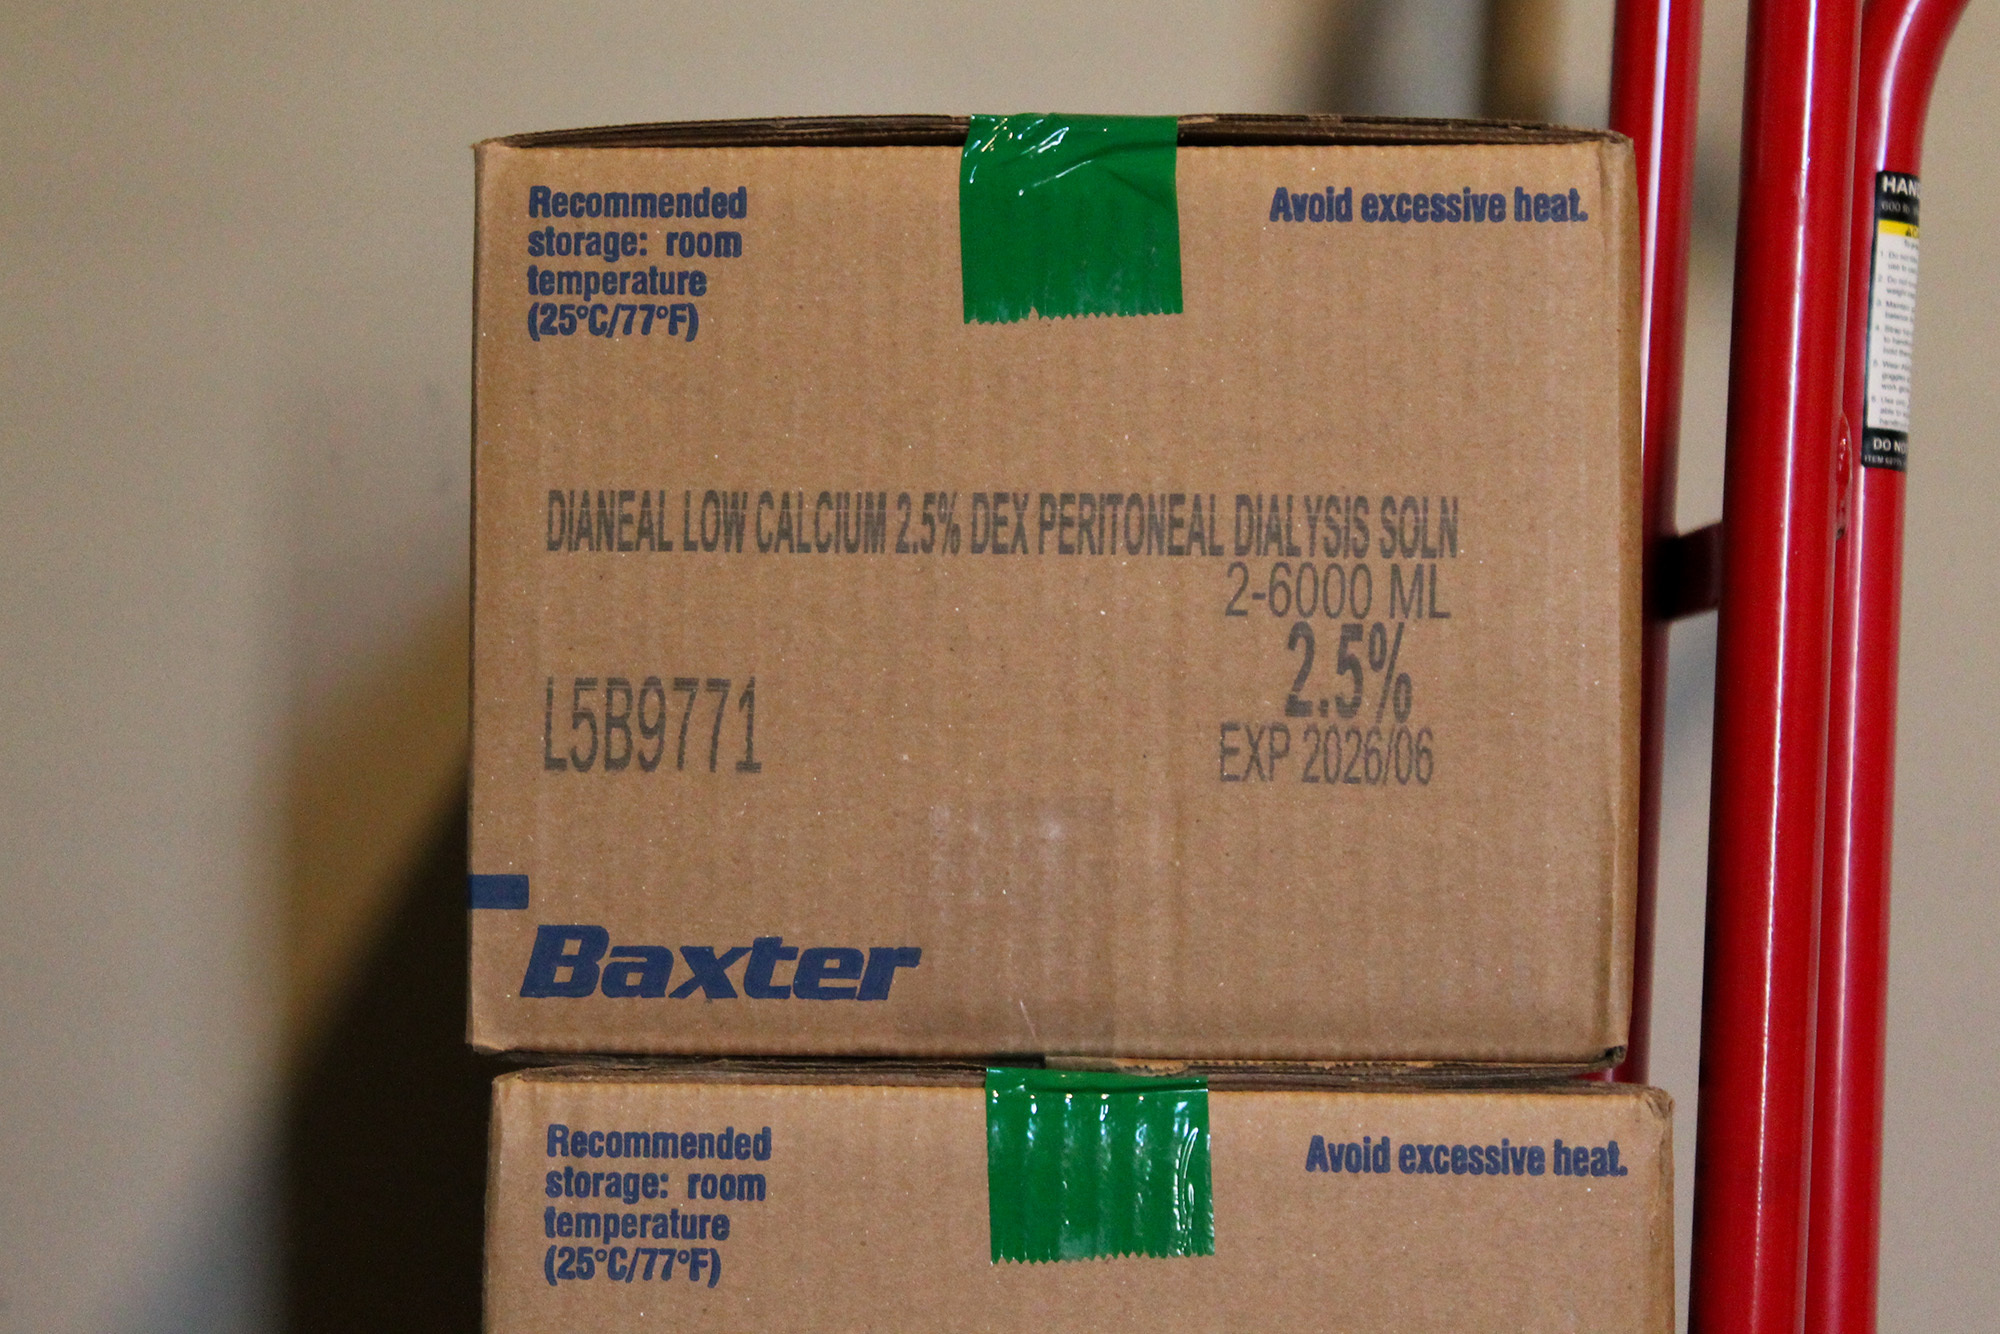 Recommended
storage: room
temperature
(25°C/77°F)
Avoid excessive heat.
DIANEAL LOW CALCIUM 2.5% DEX PERITONEAL DIALYSIS SOLN
2-6000 ML
2.5%
L5B9771
EXP 2026/06
Baxter
Recommended
storage: room
temperature
(25°C/77°F)
Avoid excessive heat.
HAN
600
DO NO